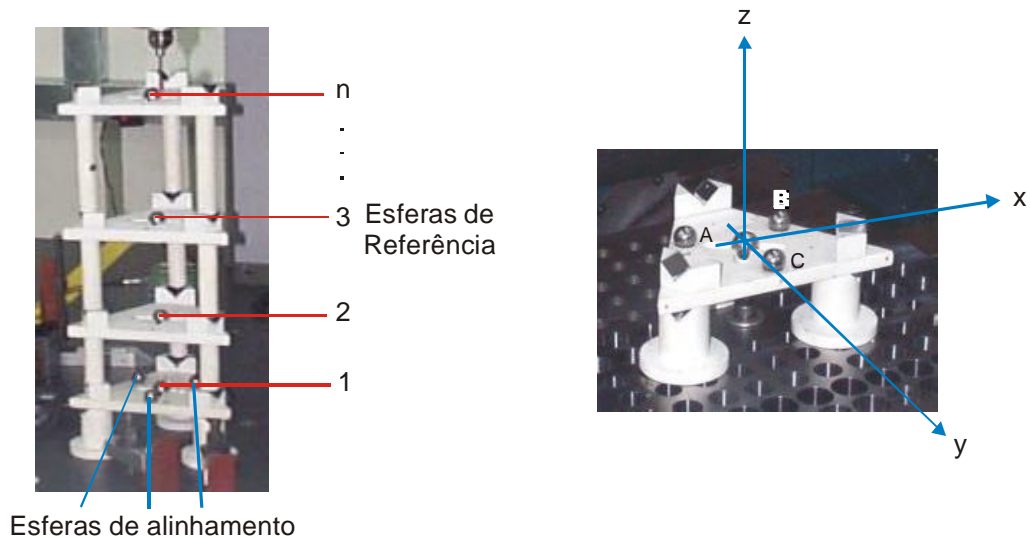 n
.
.
.
3 Esferas de
Referência
2
1
Esferas de alinhamento
z
x
y
A
B
C